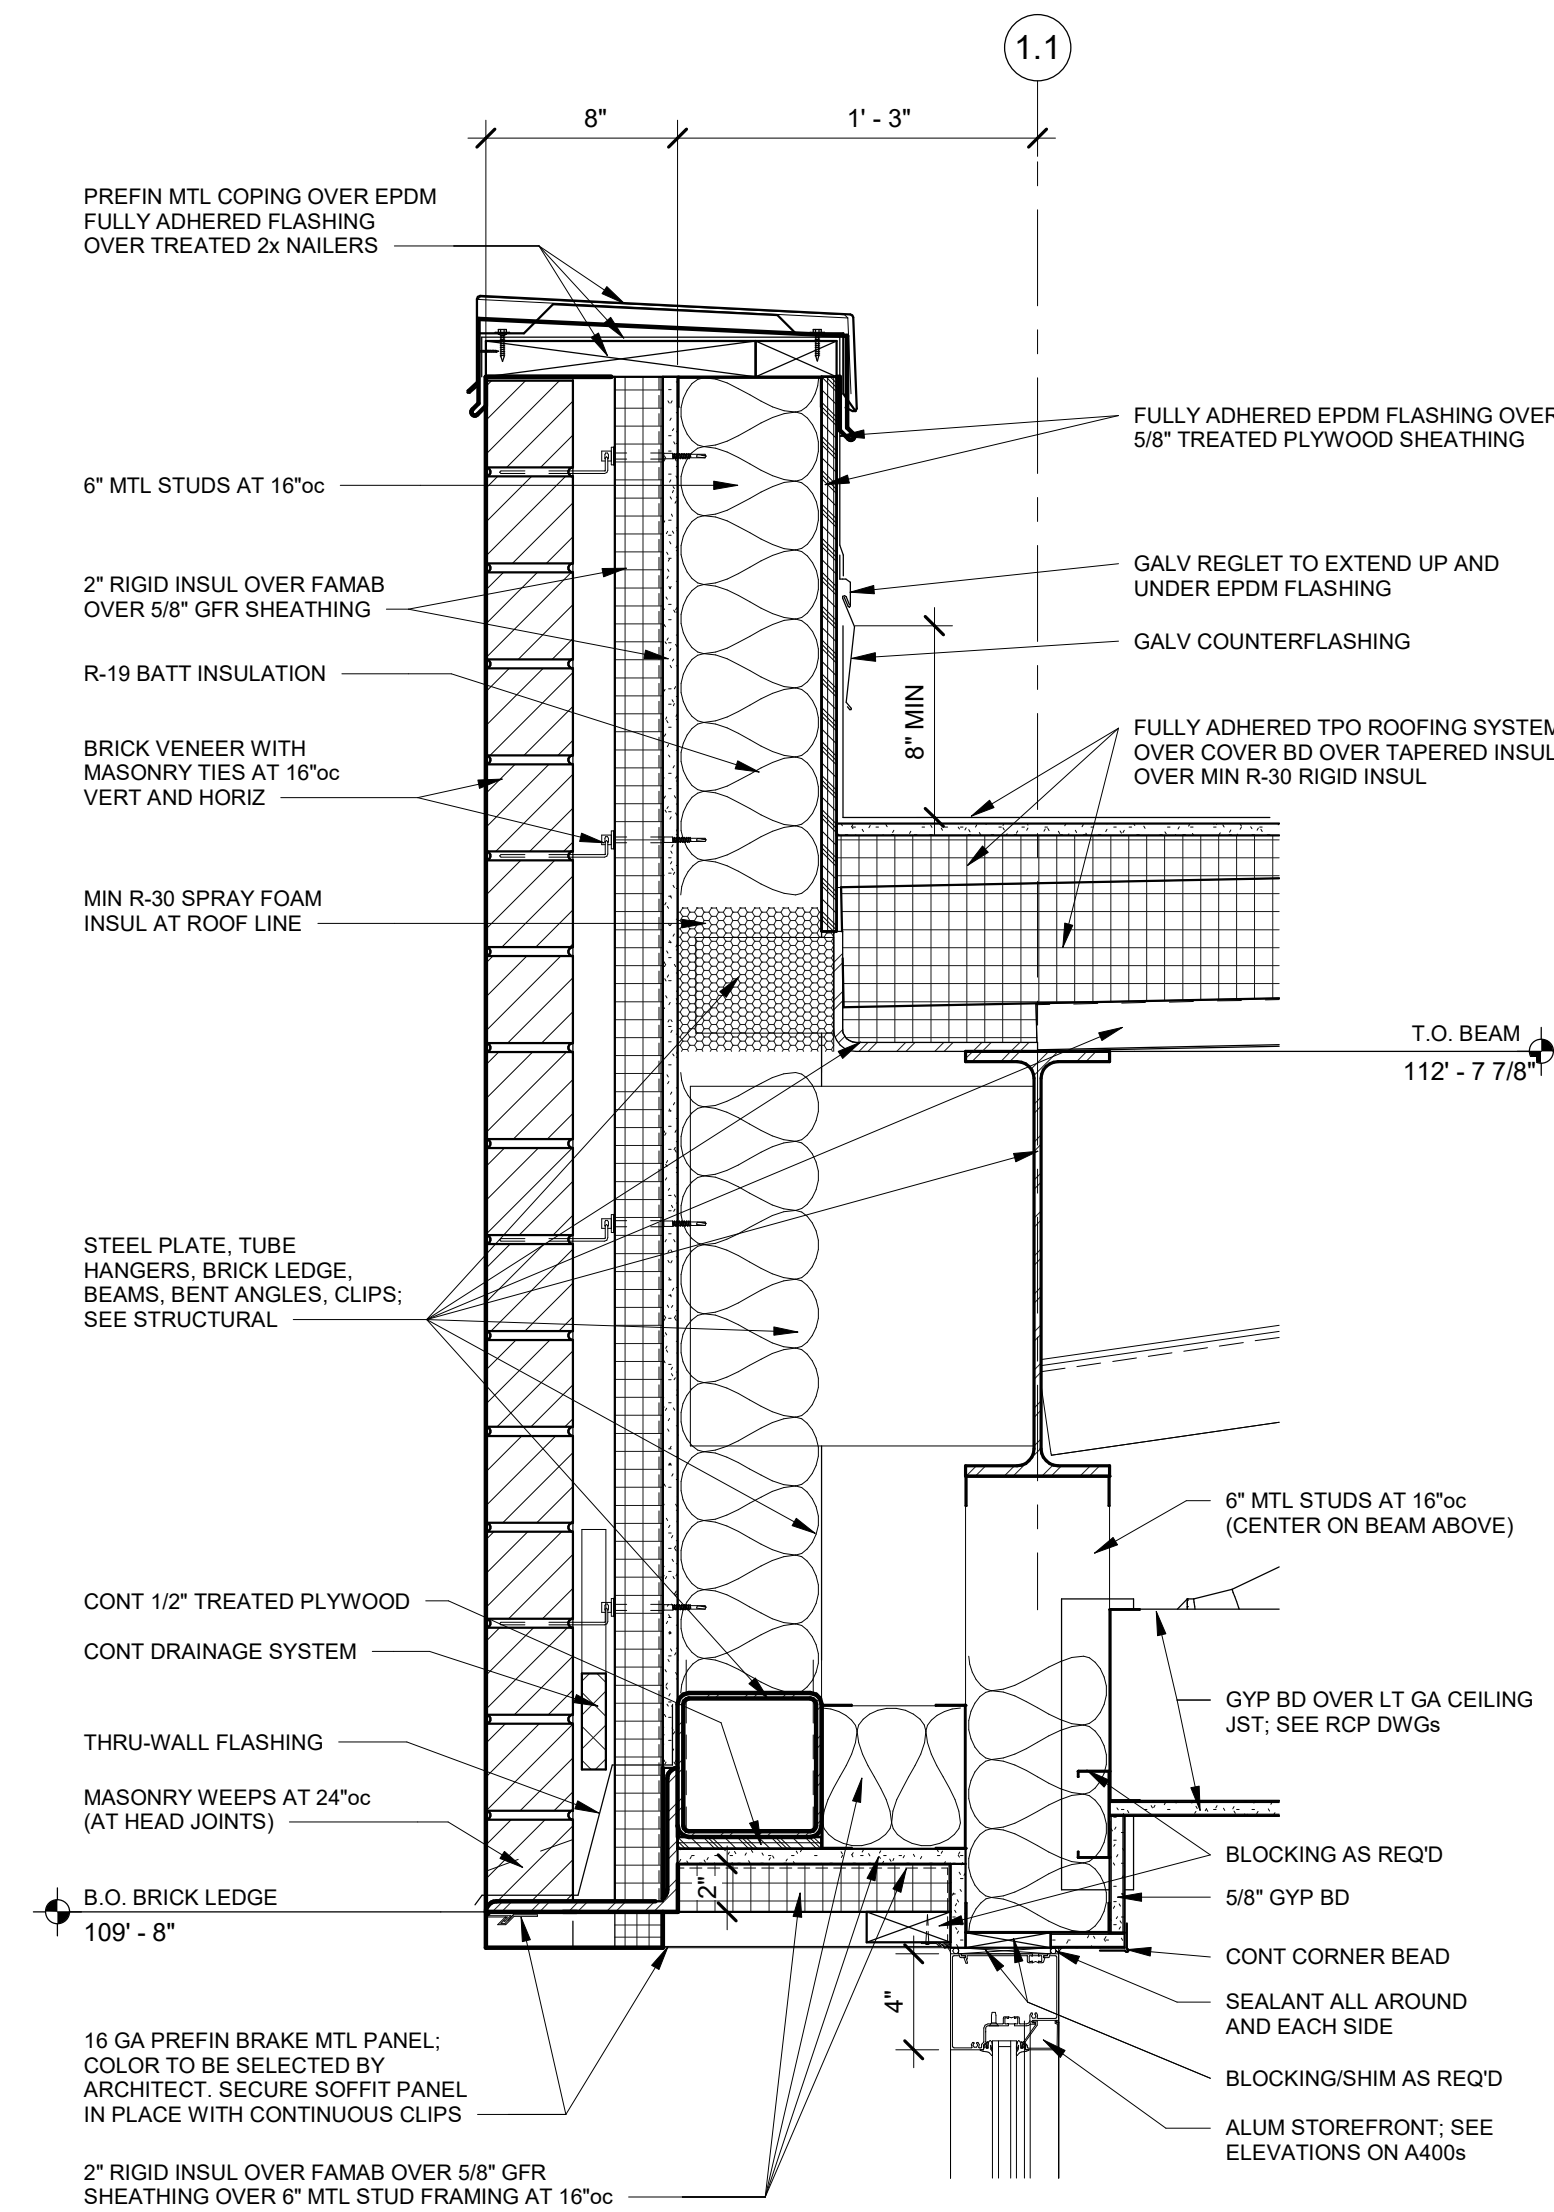 1.1
8"
1' - 3"
PREFIN MTL COPING OVER EPDM
FULLY ADHERED FLASHING
OVER TREATED 2x NAILERS
FULLY ADHERED EPDM FLASHING OVER
5/8" TREATED PLYWOOD SHEATHING
6" MTL STUDS AT 16"oc
GALV REGLET TO EXTEND UP AND
UNDER EPDM FLASHING
2" RIGID INSUL OVER FAMAB
OVER 5/8" GFR SHEATHING
GALV COUNTERFLASHING
R-19 BATT INSULATION
8" MIN
FULLY ADHERED TPO ROOFING SYSTEM
OVER COVER BD OVER TAPERED INSUL
OVER MIN R-30 RIGID INSUL
BRICK VENEER WITH
MASONRY TIES AT 16"oc
VERT AND HORIZ
MIN R-30 SPRAY FOAM
INSUL AT ROOF LINE
T.O. BEAM
112' - 7 7/8"
STEEL PLATE, TUBE
HANGERS, BRICK LEDGE,
BEAMS, BENT ANGLES, CLIPS;
SEE STRUCTURAL
6" MTL STUDS AT 16"oc
(CENTER ON BEAM ABOVE)
CONT 1/2" TREATED PLYWOOD
CONT DRAINAGE SYSTEM
THRU-WALL FLASHING
MASONRY WEEPS AT 24"oc
(AT HEAD JOINTS)
GYP BD OVER LT GA CEILING
JST; SEE RCP DWGs
BLOCKING AS REQ'D
2"
B.O. BRICK LEDGE
109' - 8"
5/8" GYP BD
CONT CORNER BEAD
4"
SEALANT ALL AROUND
AND EACH SIDE
BLOCKING/SHIM AS REQ'D
16 GA PREFIN BRAKE MTL PANEL;
COLOR TO BE SELECTED BY
ARCHITECT. SECURE SOFFIT PANEL
IN PLACE WITH CONTINUOUS CLIPS
ALUM STOREFRONT; SEE
ELEVATIONS ON A400s
2" RIGID INSUL OVER FAMAB OVER 5/8" GFR
SHEATHING OVER 6" MTL STUD FRAMING AT 16"oc